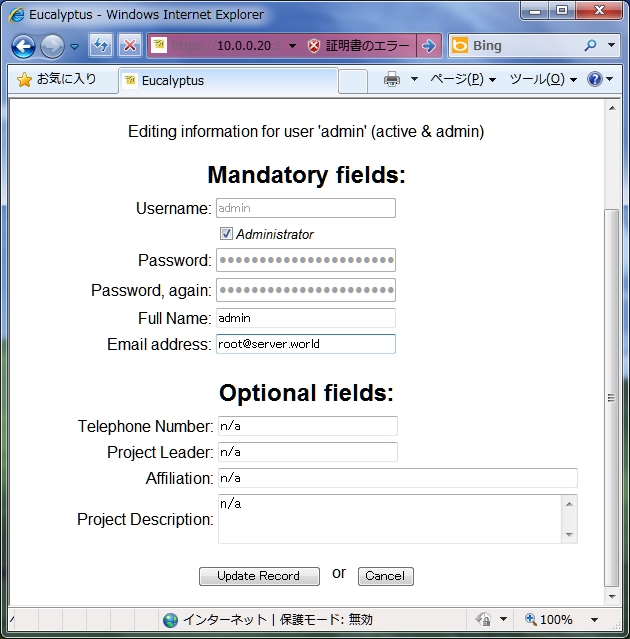 Eucalyptus - Windows Internet Explorer
10.0.0.20 証明書のエラー Bing
お気に入り Eucalyptus ページ(P) ツール(O)
Editing information for user 'admin' (active & admin)
Mandatory fields:
Username: admin
Administrator
Password: ●●●●●●●●●●●●●●●●●●●●●●
Password, again: ●●●●●●●●●●●●●●●●●●●●●●
Full Name: admin
Email address: root@server.world
Optional fields:
Telephone Number: n/a
Project Leader: n/a
Affiliation: n/a
Project Description: n/a
Update Record or Cancel
インターネット | 保護モード: 無効 100%